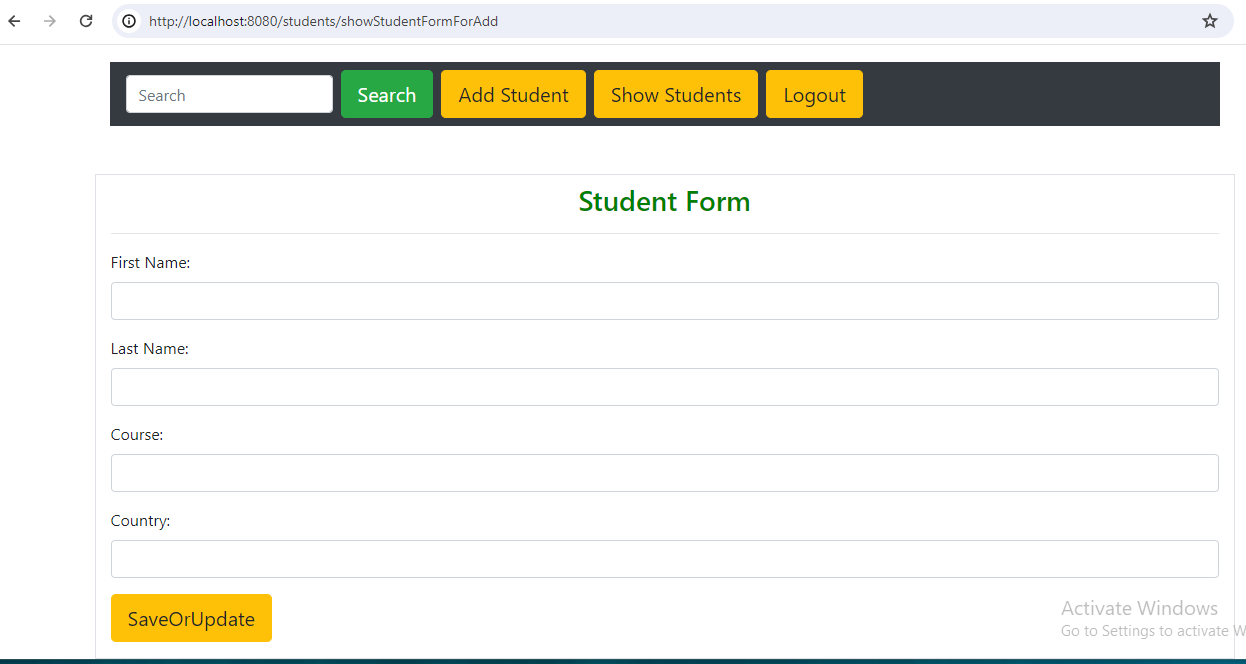 http://localhost:8080/students/showStudentFormForAdd
Search Search Add Student Show Students Logout
Student Form
First Name:
Last Name:
Course:
Country:
SaveOrUpdate
Activate Windows
Go to Settings to activate W